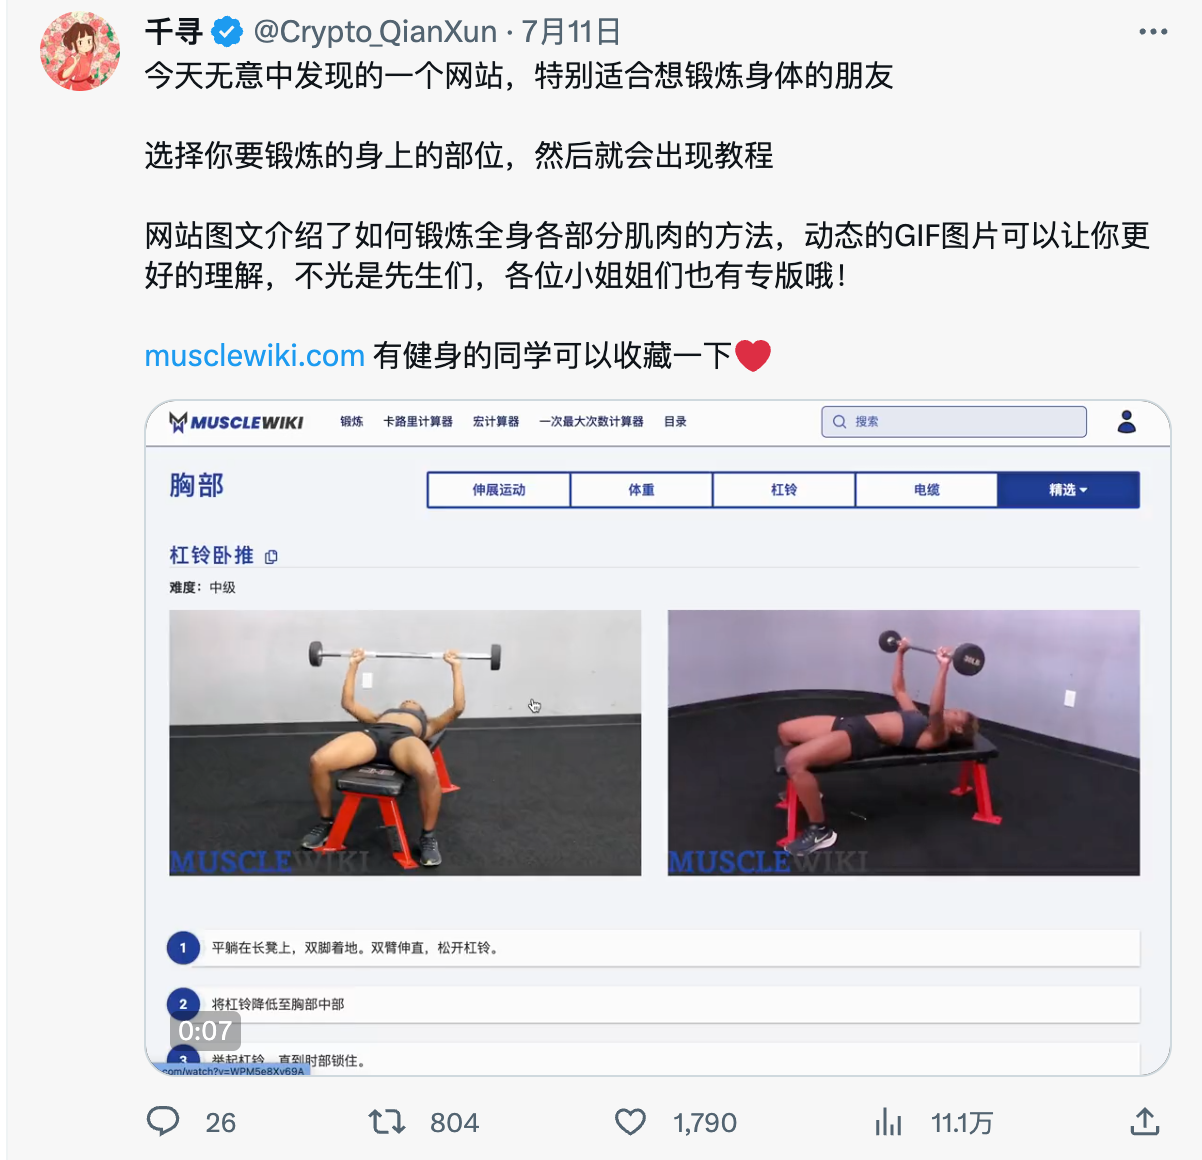 千寻 @Crypto_QianXun · 7月11日
今天无意中发现的一个网站，特别适合想锻炼身体的朋友
选择你要锻炼的身上的部位，然后就会出现教程
网站图文介绍了如何锻炼全身各部分肌肉的方法，动态的GIF图片可以让你更
好的理解，不光是先生们，各位小姐姐们也有专版哦！
musclewiki.com 有健身的同学可以收藏一下❤️
MUSCLEWIKI 锻炼 卡路里计算器 宏计算器 一次最大次数计算器 目录 搜索
胸部 伸展运动 体重 杠铃 电缆 精选
杠铃卧推
难度：中级
MUSCLEWIKI MUSCLEWIKI
1 平躺在长凳上，双脚着地。双臂伸直，松开杠铃。
2 将杠铃降低至胸部中部
0:07
3 举起杠铃，直到肘部锁住。
com/watch?v=WPM5e8Xv69A
26 804 1,790 11.1万